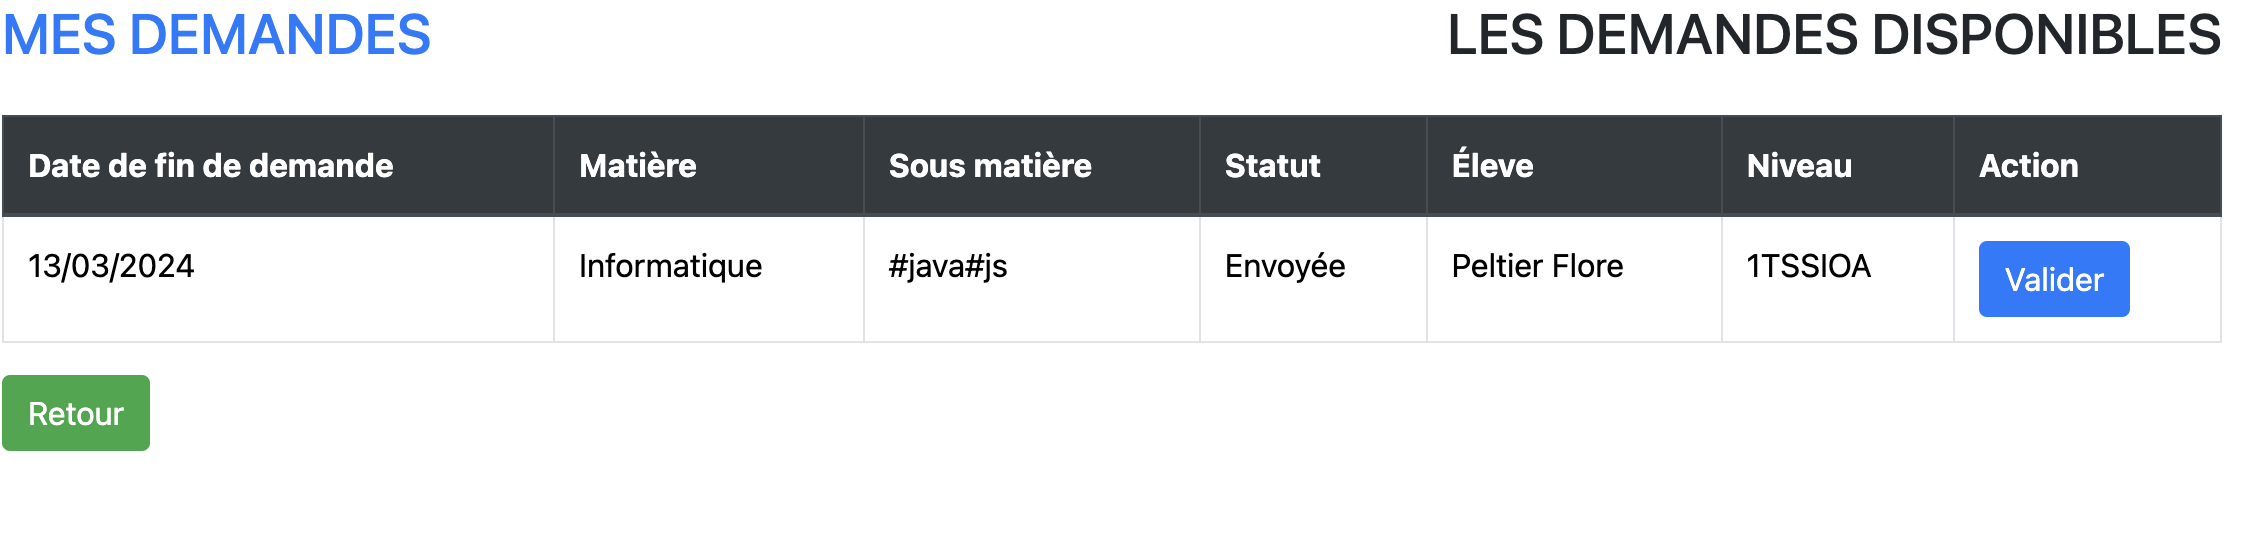 MES DEMANDES LES DEMANDES DISPONIBLES
Date de fin de demande Matière Sous matière Statut Éleve Niveau Action
13/03/2024 Informatique #java#js Envoyée Peltier Flore 1TSSIOA Valider
Retour